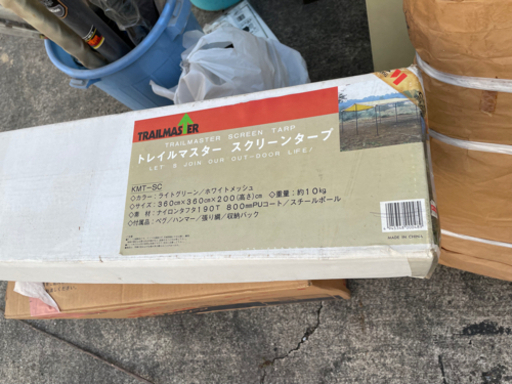 TRAILMASTER
TRAILMASTER SCREEN TARP
トレイルマスター スクリーンタープ
LET'S JOIN OUR OUT-DOOR LIFE!
KMT-SC
◇カラー：ライトグリーン／ホワイトメッシュ
◇サイズ：360cm×360cm×200(高さ)cm ◇重量：約10kg
◇素 材：ナイロンタフタ190T 800mmPUコート／スチールポール
◇付属品：ペグ／ハンマー／張り綱／収納バック
MADE IN CHINA